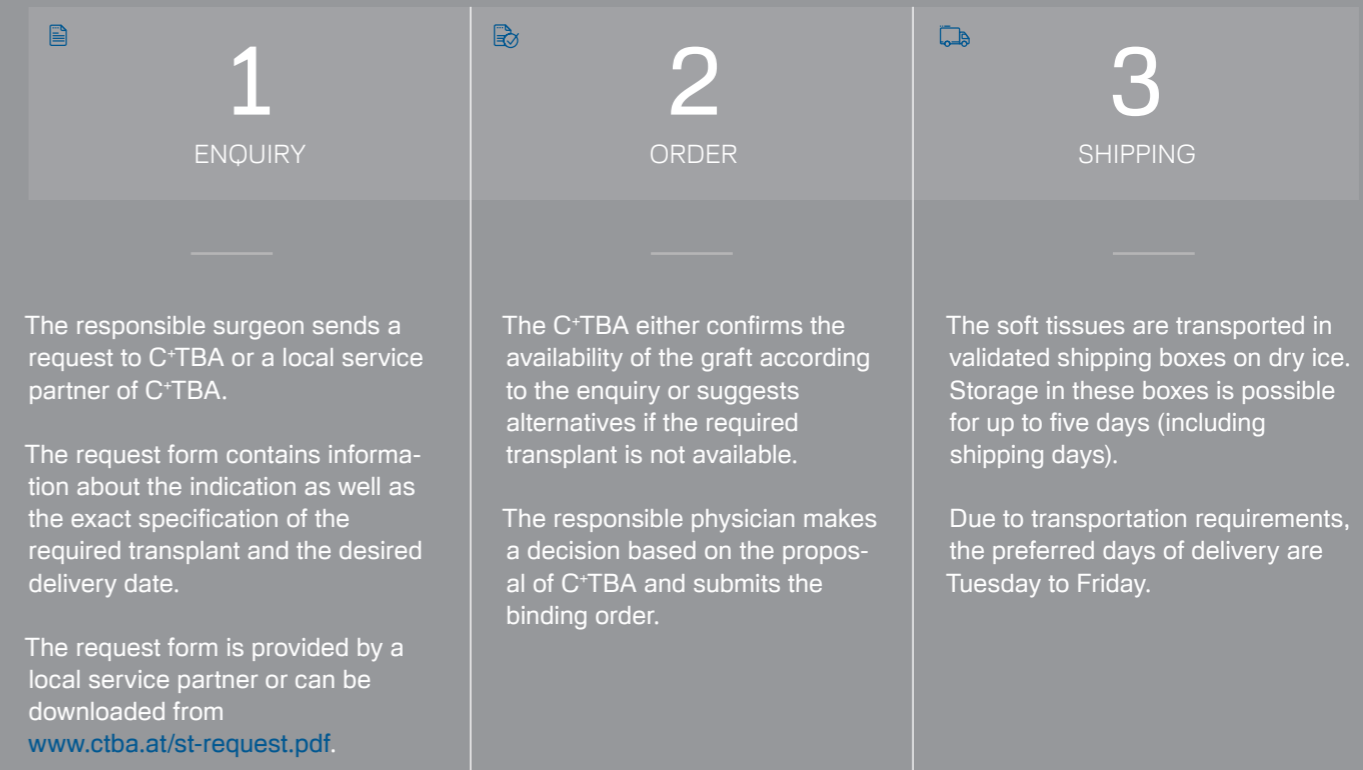 1
ENQUIRY
The responsible surgeon sends a
request to C⁺TBA or a local service
partner of C⁺TBA.
The request form contains informa-
tion about the indication as well as
the exact specification of the
required transplant and the desired
delivery date.
The request form is provided by a
local service partner or can be
downloaded from
www.ctba.at/st-request.pdf.
2
ORDER
The C⁺TBA either confirms the
availability of the graft according
to the enquiry or suggests
alternatives if the required
transplant is not available.
The responsible physician makes
a decision based on the propos-
al of C⁺TBA and submits the
binding order.
3
SHIPPING
The soft tissues are transported in
validated shipping boxes on dry ice.
Storage in these boxes is possible
for up to five days (including
shipping days).
Due to transportation requirements,
the preferred days of delivery are
Tuesday to Friday.